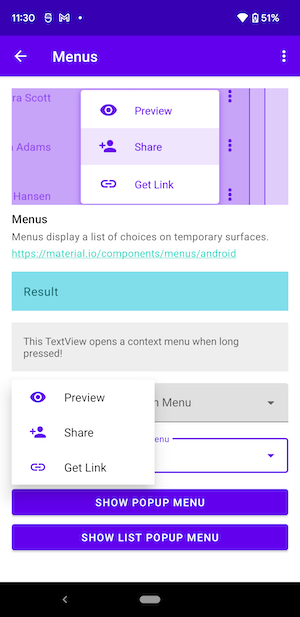 11:30
51%
Menus
ra Scott
Preview
Adams
Share
Hansen
Get Link
Menus
Menus display a list of choices on temporary surfaces.
https://material.io/components/menus/android
Result
This TextView opens a context menu when long
pressed!
Preview
Menu
Share
Get Link
SHOW POPUP MENU
SHOW LIST POPUP MENU